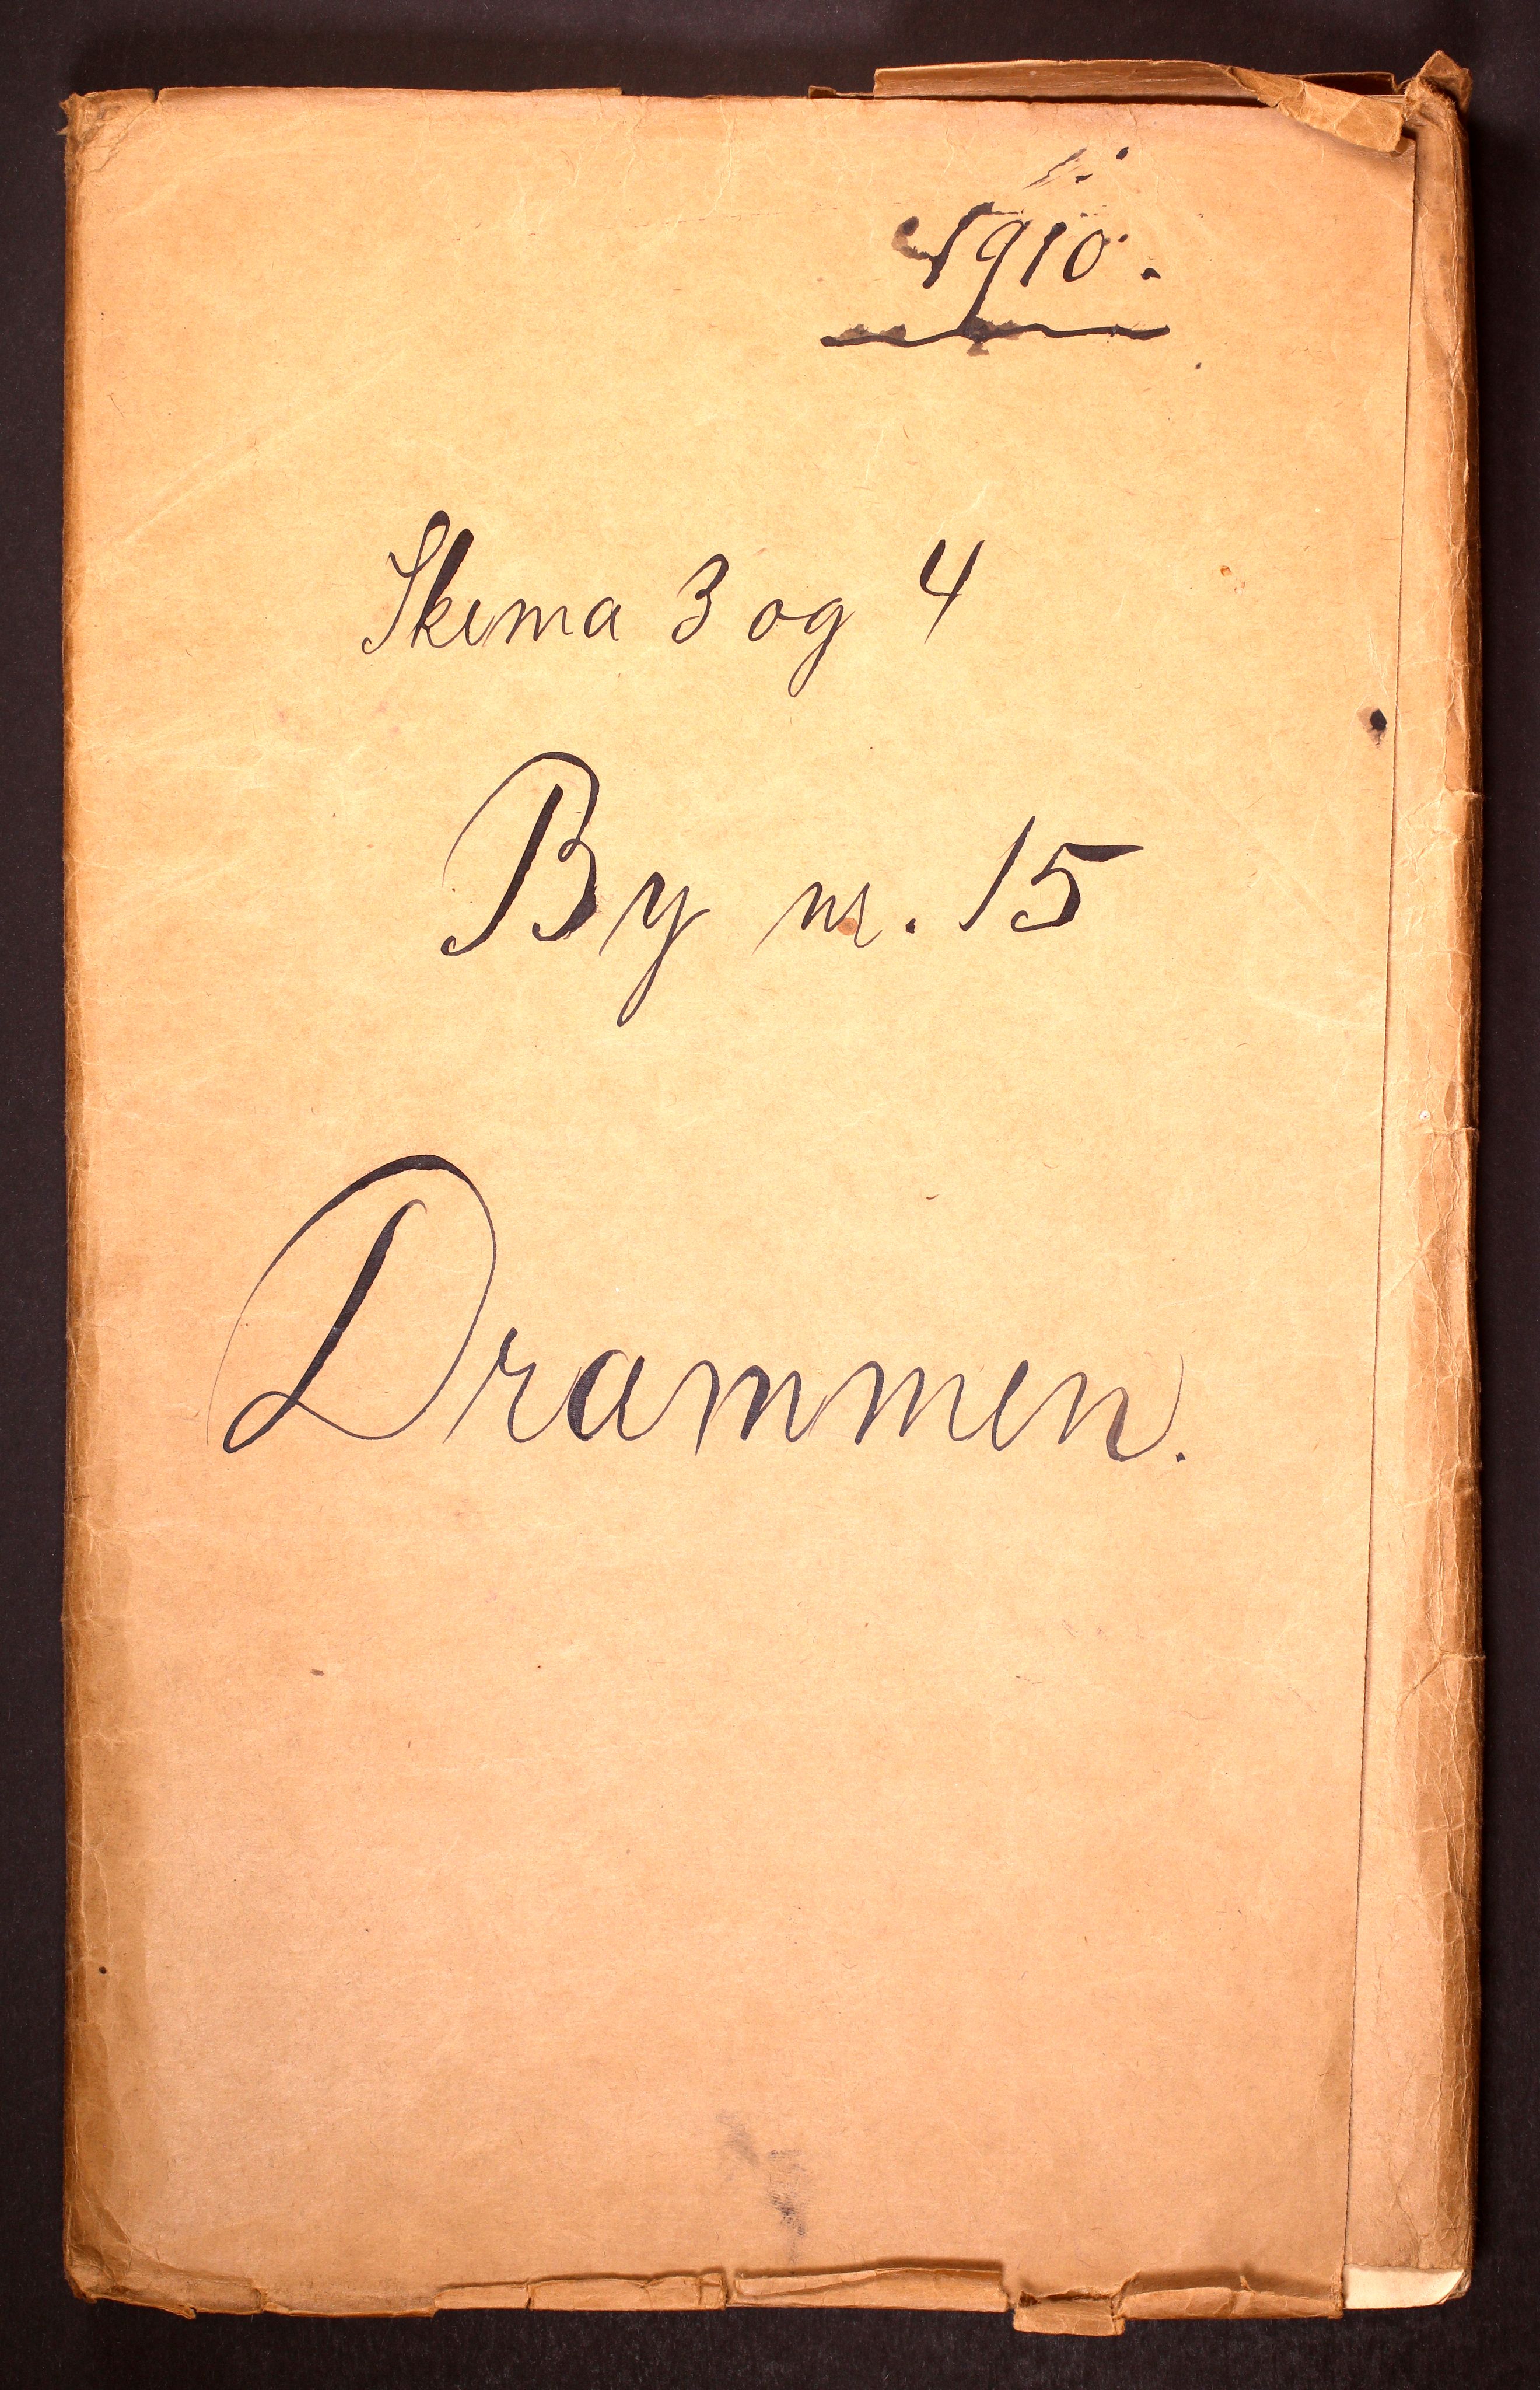 1910.
Skema 3 og 4
By nr. 15
Drammen.